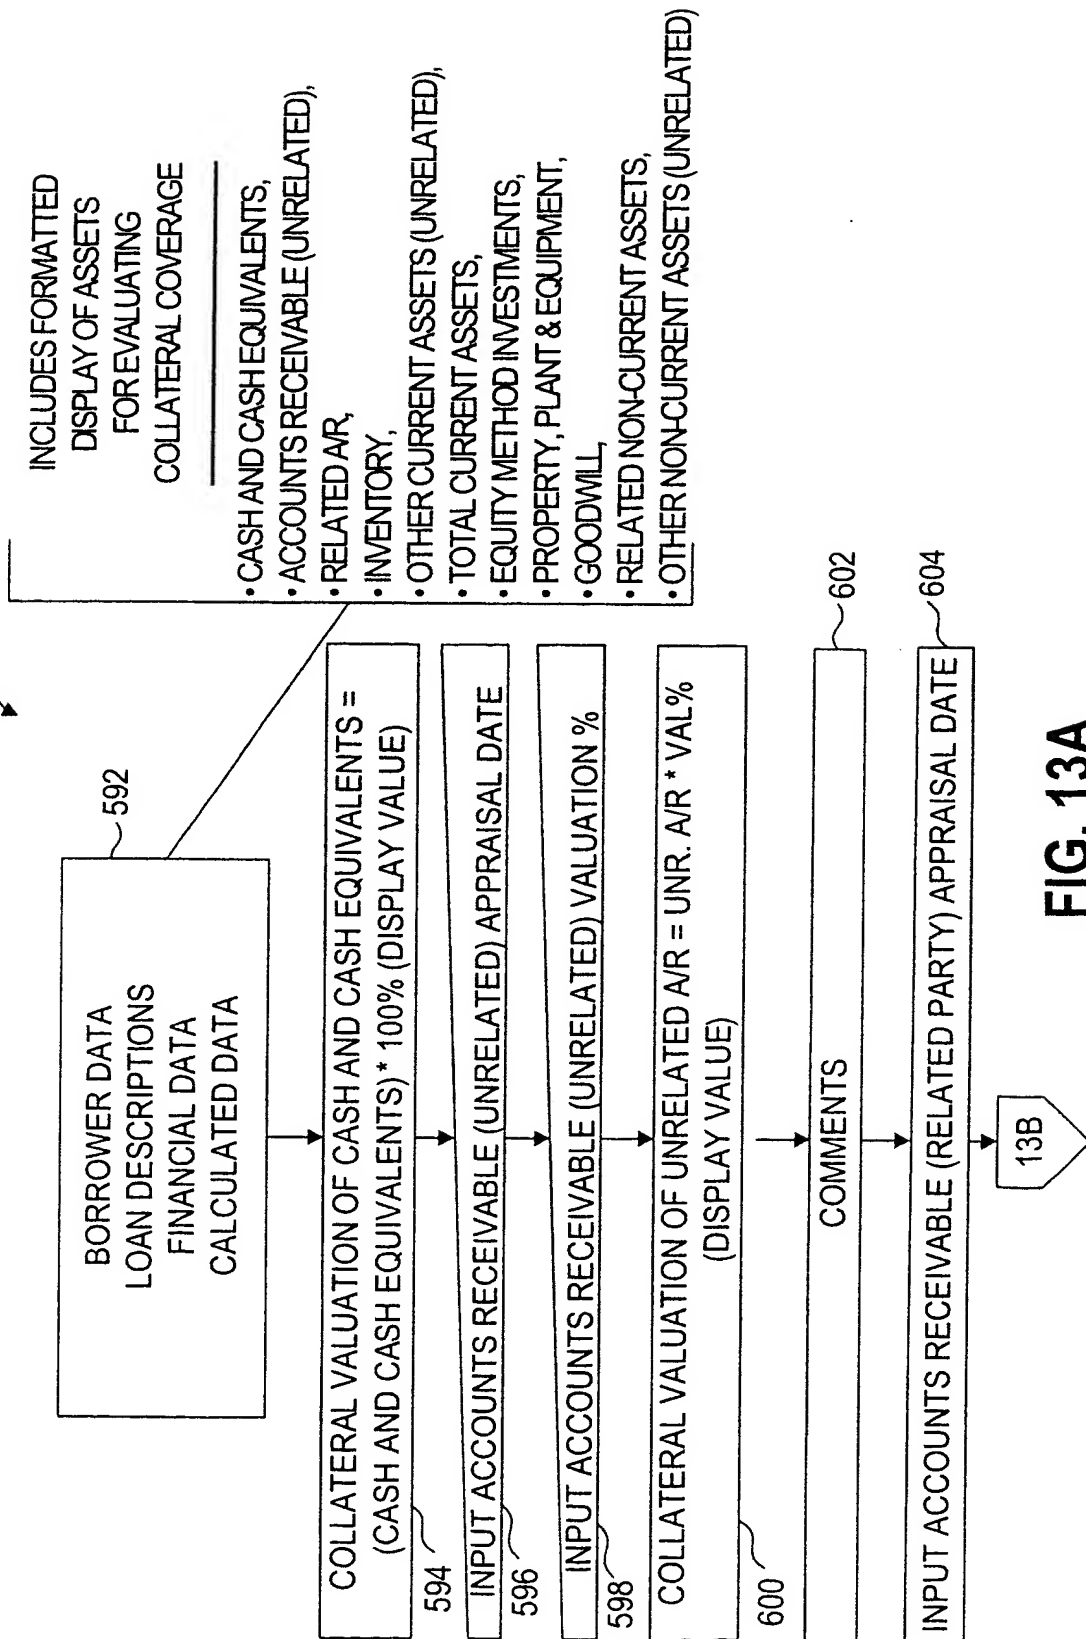 INCLUDES FORMATTED
DISPLAY OF ASSETS
FOR EVALUATING
COLLATERAL COVERAGE
• CASH AND CASH EQUIVALENTS,
• ACCOUNTS RECEIVABLE (UNRELATED),
• RELATED A/R,
• INVENTORY,
• OTHER CURRENT ASSETS (UNRELATED),
• TOTAL CURRENT ASSETS,
• EQUITY METHOD INVESTMENTS,
• PROPERTY, PLANT & EQUIPMENT,
• GOODWILL,
• RELATED NON-CURRENT ASSETS,
• OTHER NON-CURRENT ASSETS (UNRELATED)
592
BORROWER DATA
LOAN DESCRIPTIONS
FINANCIAL DATA
CALCULATED DATA
COLLATERAL VALUATION OF CASH AND CASH EQUIVALENTS =
(CASH AND CASH EQUIVALENTS) * 100% (DISPLAY VALUE)
594
INPUT ACCOUNTS RECEIVABLE (UNRELATED) APPRAISAL DATE
596
INPUT ACCOUNTS RECEIVABLE (UNRELATED) VALUATION %
598
COLLATERAL VALUATION OF UNRELATED A/R = UNR. A/R * VAL%
(DISPLAY VALUE)
600
COMMENTS
602
INPUT ACCOUNTS RECEIVABLE (RELATED PARTY) APPRAISAL DATE
604
13B
FIG. 13A